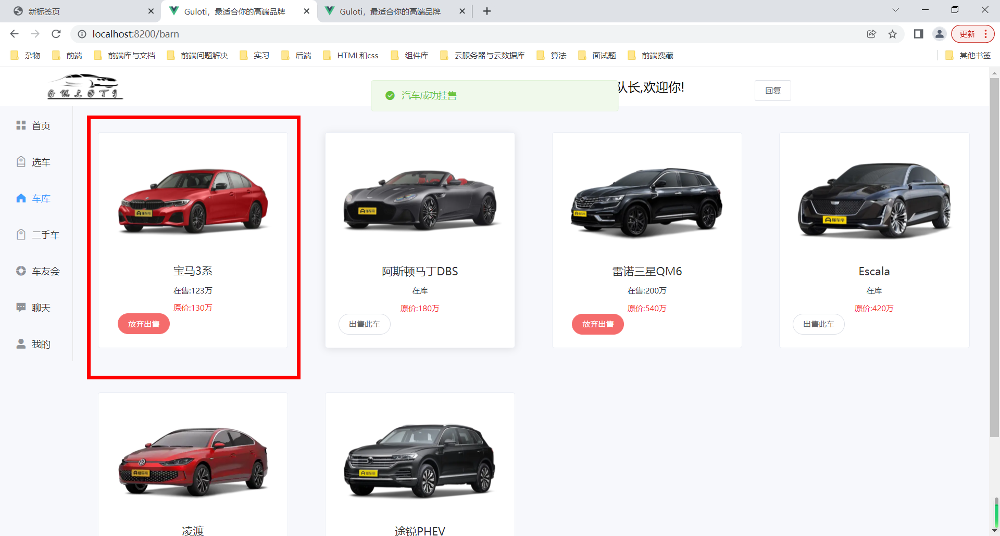 新标签页
Guloti，最适合你的高端品牌
Guloti，最适合你的高端品牌
localhost:8200/barn
更新
杂物
前端
前端库与文档
前端问题解决
实习
后端
HTML和css
组件库
云服务器与云数据库
算法
面试题
前端搜藏
其他书签
GULOTI
汽车成功挂售
队长,欢迎你!
回复
首页
选车
车库
二手车
车友会
聊天
我的
宝马3系
在售:123万
原价:130万
放弃出售
阿斯顿马丁DBS
在库
原价:180万
出售此车
雷诺三星QM6
在售:200万
原价:540万
放弃出售
Escala
在库
原价:420万
出售此车
凌渡
途锐PHEV